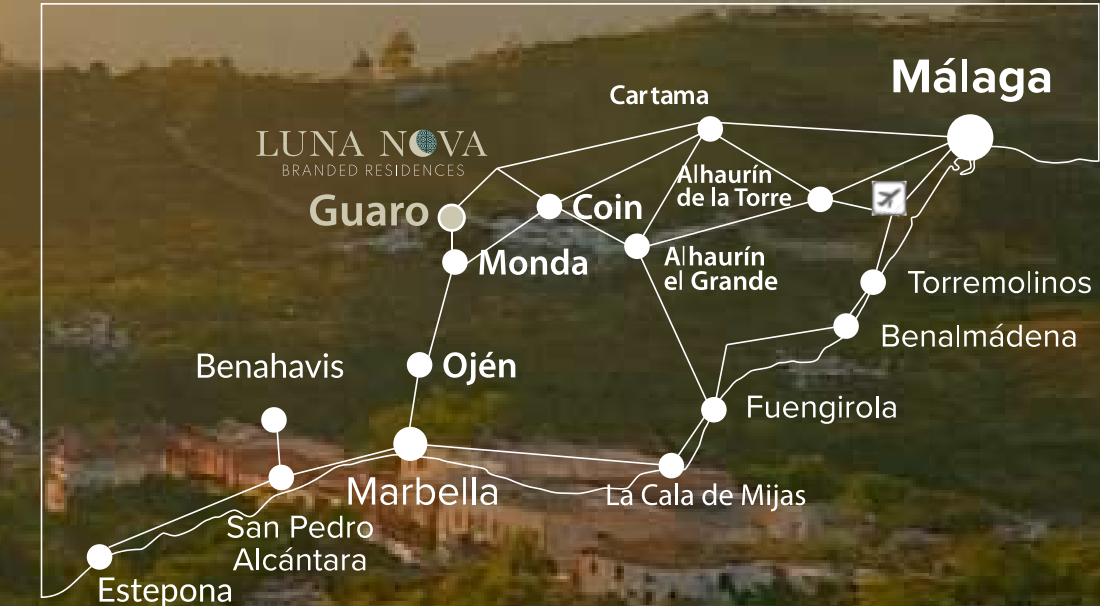 Málaga
Cartama
LUNA NOVA
BRANDED RESIDENCES
Alhaurín
de la Torre
Guaro
Coin
Monda
Alhaurín
el Grande
Torremolinos
Benalmádena
Benahavis
Ojén
Fuengirola
Marbella
La Cala de Mijas
San Pedro
Alcántara
Estepona